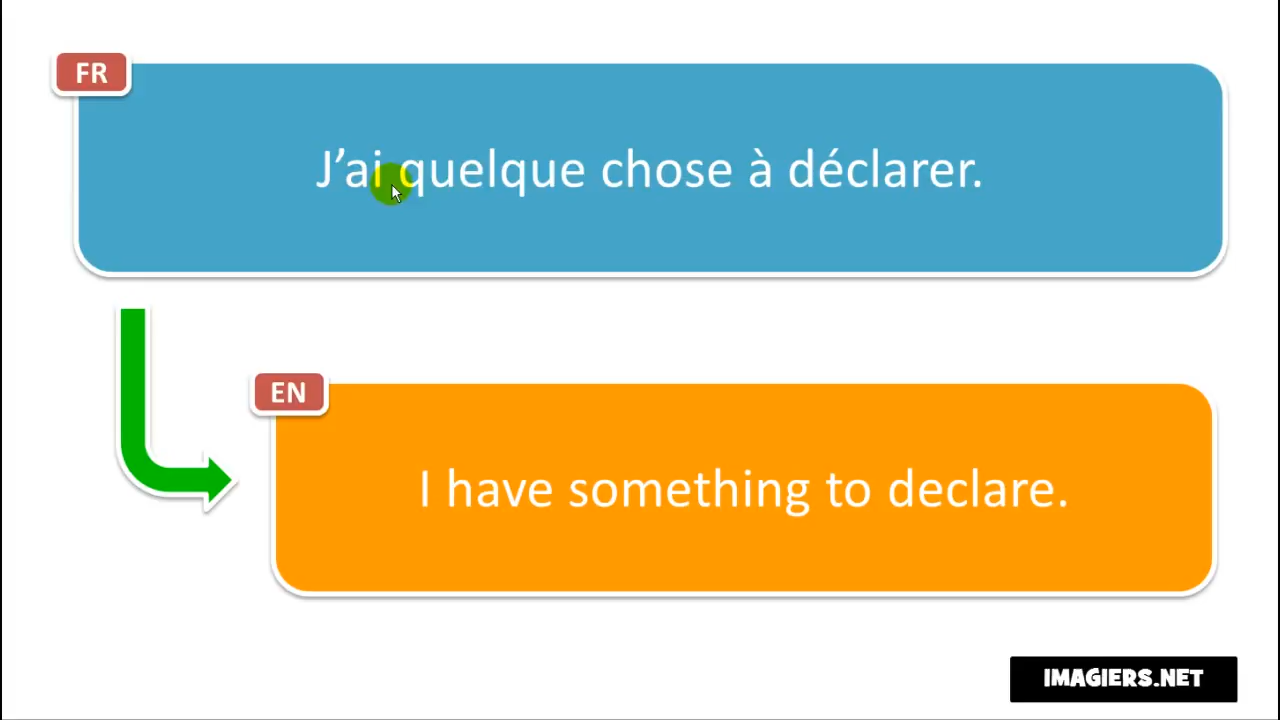 FR
J’ai quelque chose à déclarer.
EN
I have something to declare.
IMAGIERS.NET